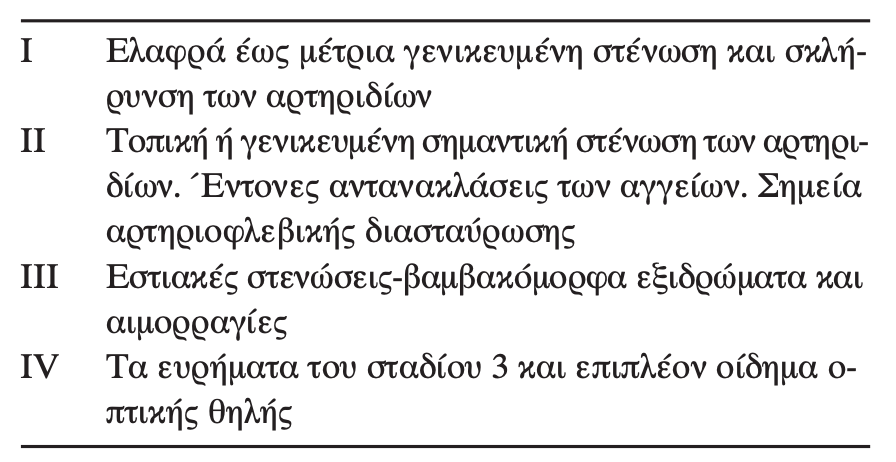 I Ελαφρά έως μέτρια γενικευμένη στένωση και σκλή-
ρυνση των αρτηριδίων
II Τοπική ή γενικευμένη σημαντική στένωση των αρτηρι-
δίων. Έντονες αντανακλάσεις των αγγείων. Σημεία
αρτηριοφλεβικής διασταύρωσης
III Εστιακές στενώσεις-βαμβακόμορφα εξιδρώματα και
αιμορραγίες
IV Τα ευρήματα του σταδίου 3 και επιπλέον οίδημα ο-
πτικής θηλής